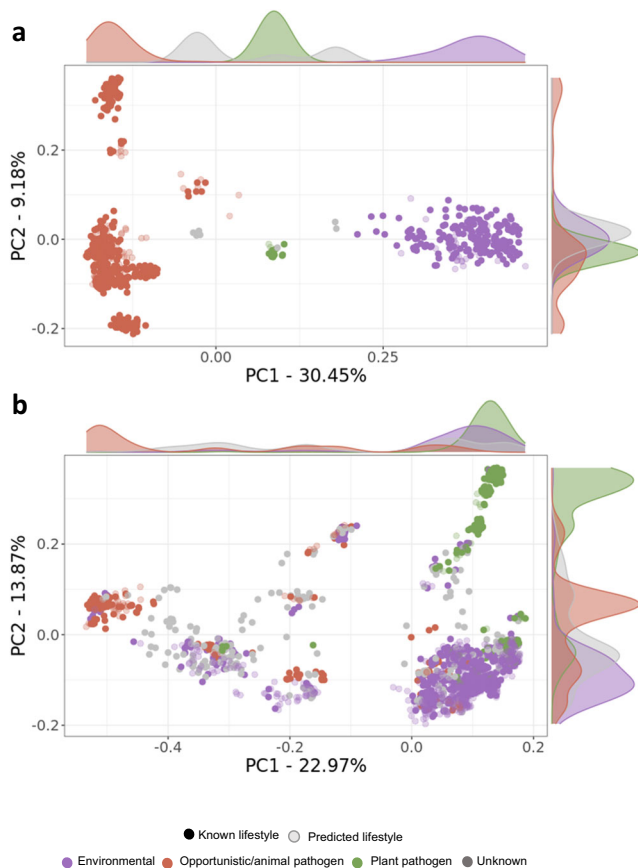 a
0.2
0.0
-0.2
PC2 - 9.18%
0.00
0.25
PC1 - 30.45%
b
0.2
0.0
-0.2
PC2 - 13.87%
-0.4
-0.2
0.0
0.2
PC1 - 22.97%
Known lifestyle Predicted lifestyle
Environmental Opportunistic/animal pathogen Plant pathogen Unknown